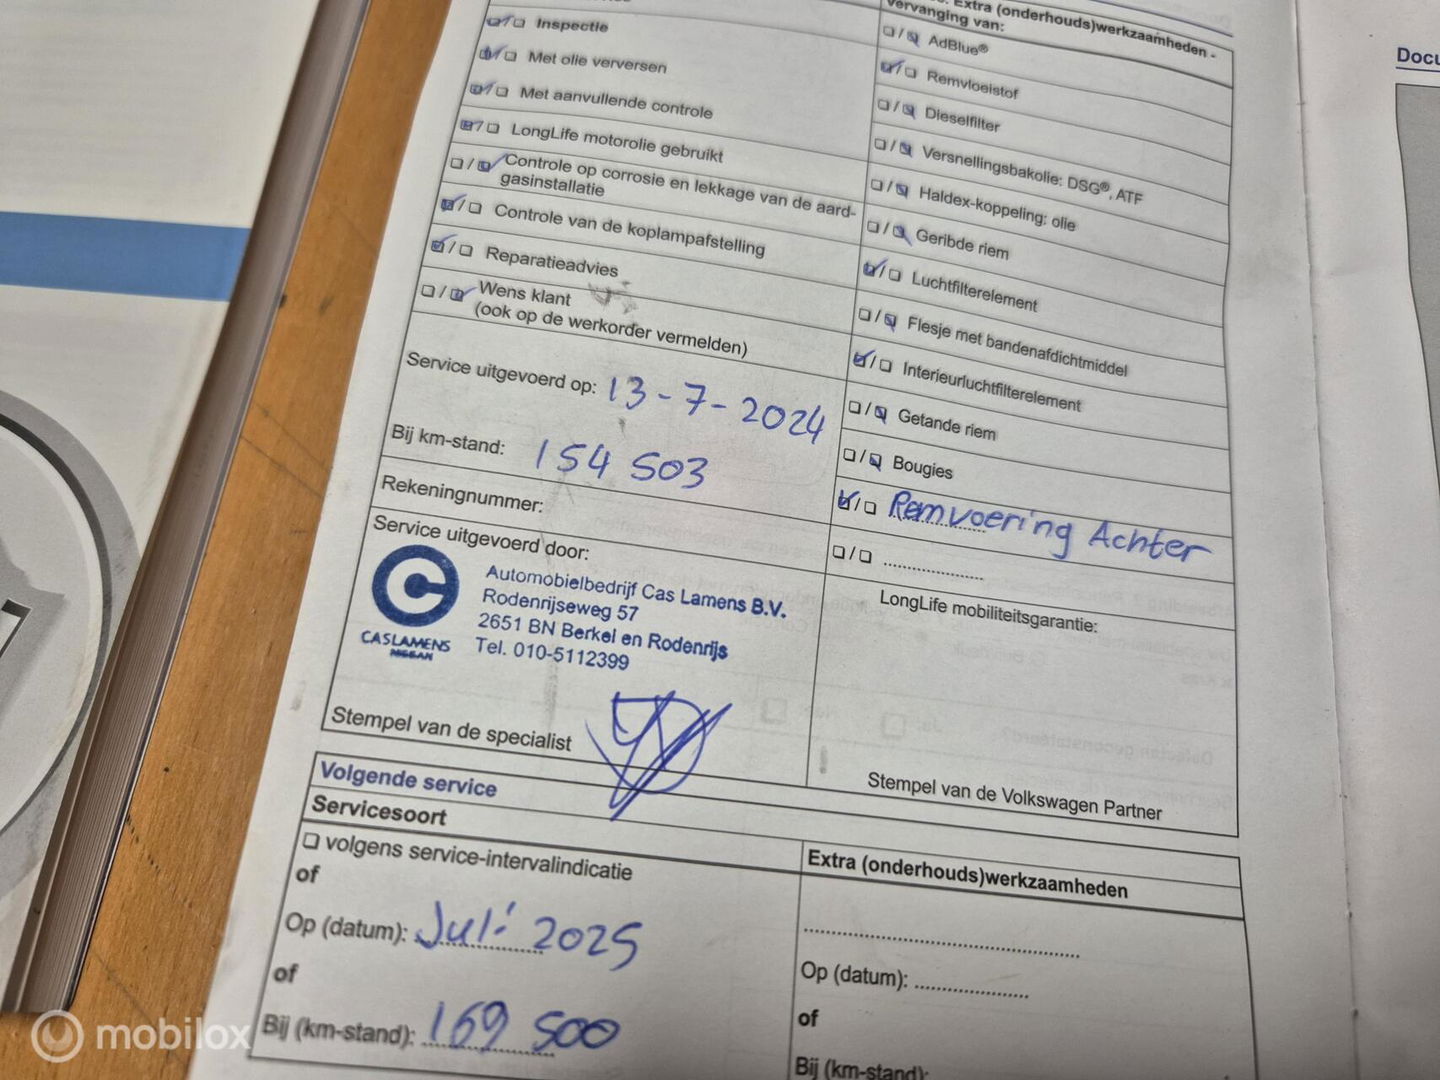 Extra (onderhouds)werkzaamheden -
vervanging van:
Docu
Inspectie
Met olie verversen
Met aanvullende controle
LongLife motorolie gebruikt
Controle op corrosie en lekkage van de aard-
gasinstallatie
Controle van de koplampafstelling
Reparatieadvies
Wens klant
(ook op de werkorder vermelden)
AdBlue®
Remvloeistof
Dieselfilter
Versnellingsbakolie: DSG®, ATF
Haldex-koppeling: olie
Geribde riem
Luchtfilterelement
Flesje met bandenafdichtmiddel
Interieurluchtfilterelement
Getande riem
Bougies
Remvoering Achter
Service uitgevoerd op: 13-7-2024
Bij km-stand: 154 503
Rekeningnummer:
Service uitgevoerd door:
Automobielbedrijf Cas Lamens B.V.
Rodenrijseweg 57
2651 BN Berkel en Rodenrijs
Tel. 010-5112399
CASLAMENS
NISSAN
Stempel van de specialist
LongLife mobiliteitsgarantie:
Stempel van de Volkswagen Partner
Volgende service
Servicesoort
volgens service-intervalindicatie
of
Op (datum): Juli 2025
of
Bij (km-stand): 169 500
Extra (onderhouds)werkzaamheden
Op (datum):
of
Bij (km-stand):
mobilox